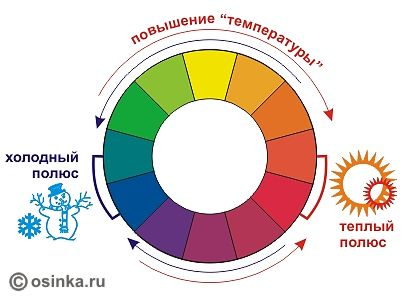 повышение “температуры”
холодный
полюс
теплый
полюс
© osinka.ru